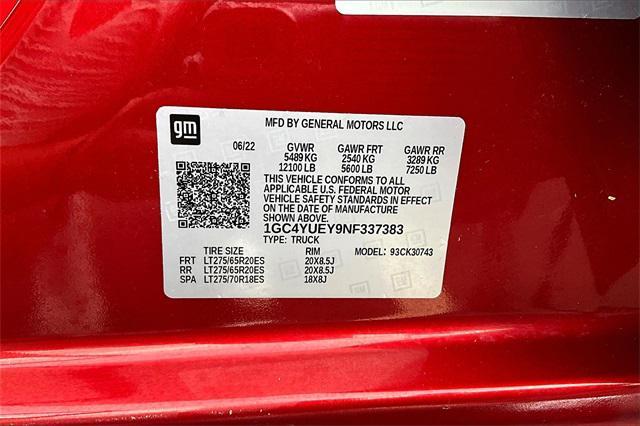 gm
MFD BY GENERAL MOTORS LLC
06/22 GVWR GAWR FRT GAWR RR
5489 KG 2540 KG 3289 KG
12100 LB 5600 LB 7250 LB
THIS VEHICLE CONFORMS TO ALL
APPLICABLE U.S. FEDERAL MOTOR
VEHICLE SAFETY STANDARDS IN EFFECT
ON THE DATE OF MANUFACTURE
SHOWN ABOVE.
1GC4YUEY9NF337383
TYPE: TRUCK
TIRE SIZE RIM MODEL: 93CK30743
FRT LT275/65R20ES 20X8.5J
RR LT275/65R20ES 20X8.5J
SPA LT275/70R18ES 18X8J